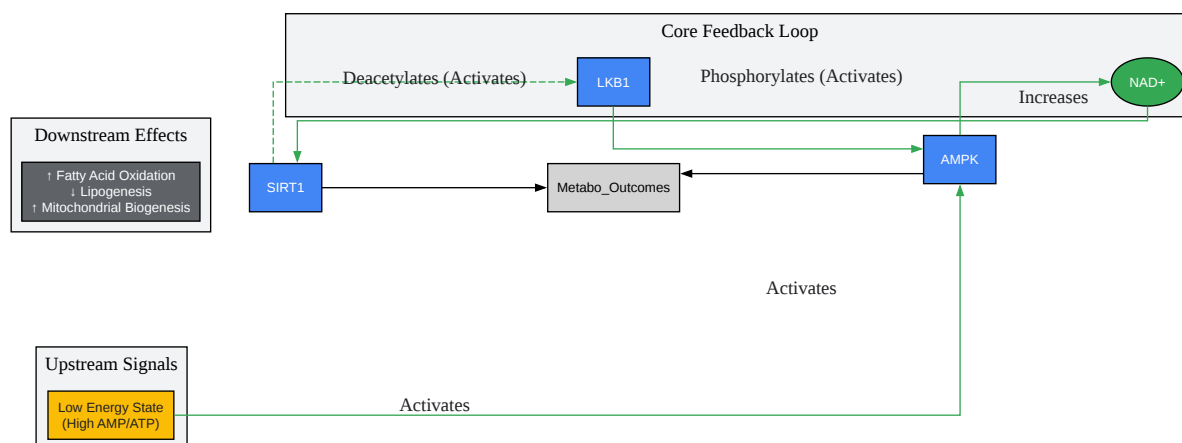 Core Feedback Loop
Deacetylates (Activates)
LKB1
Phosphorylates (Activates)
NAD+
Increases
Downstream Effects
↑ Fatty Acid Oxidation
↓ Lipogenesis
↑ Mitochondrial Biogenesis
SIRT1
Metabo_Outcomes
AMPK
Activates
Upstream Signals
Low Energy State
(High AMP/ATP)
Activates